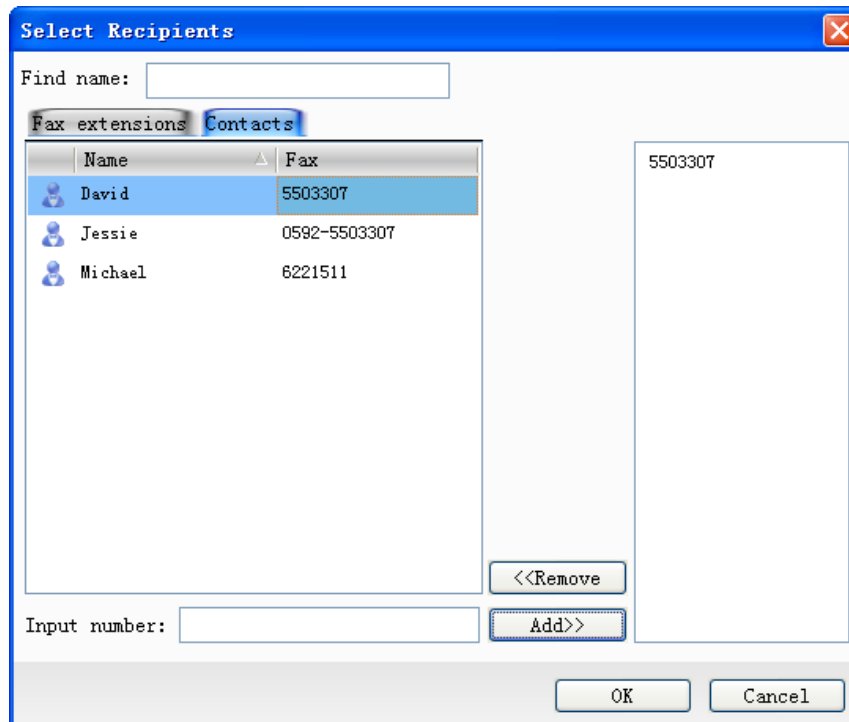 Select Recipients
Find name:
Fax extensions Contacts
Name Fax
David 5503307
Jessie 0592-5503307
Michael 6221511
5503307
<<Remove
Input number:
Add>>
OK Cancel